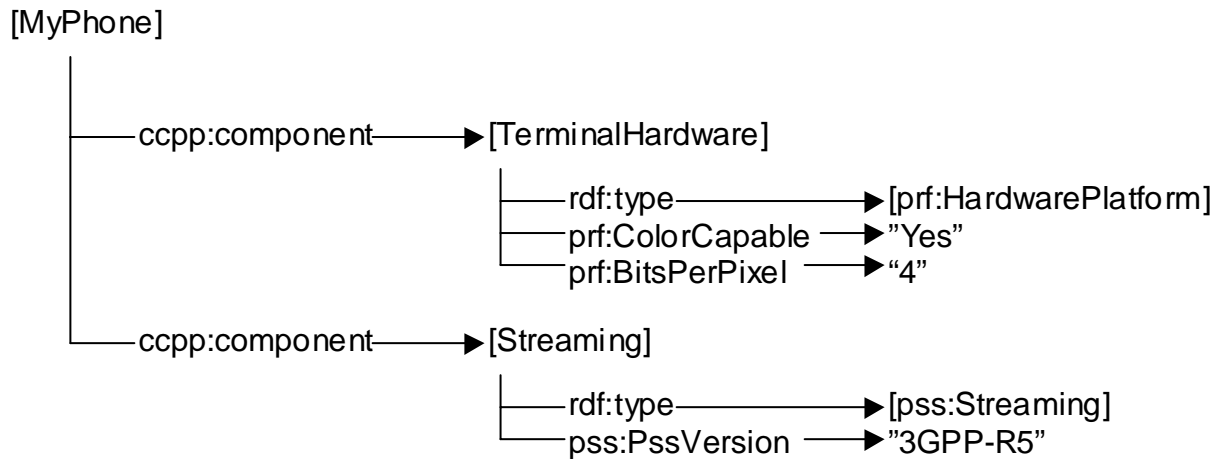 [MyPhone]
ccpp:component [TerminalHardware]
rdf:type [prf:HardwarePlatform]
prf:ColorCapable ”Yes”
prf:BitsPerPixel “4”
ccpp:component [Streaming]
rdf:type [pss:Streaming]
pss:PssVersion ”3GPP-R5”